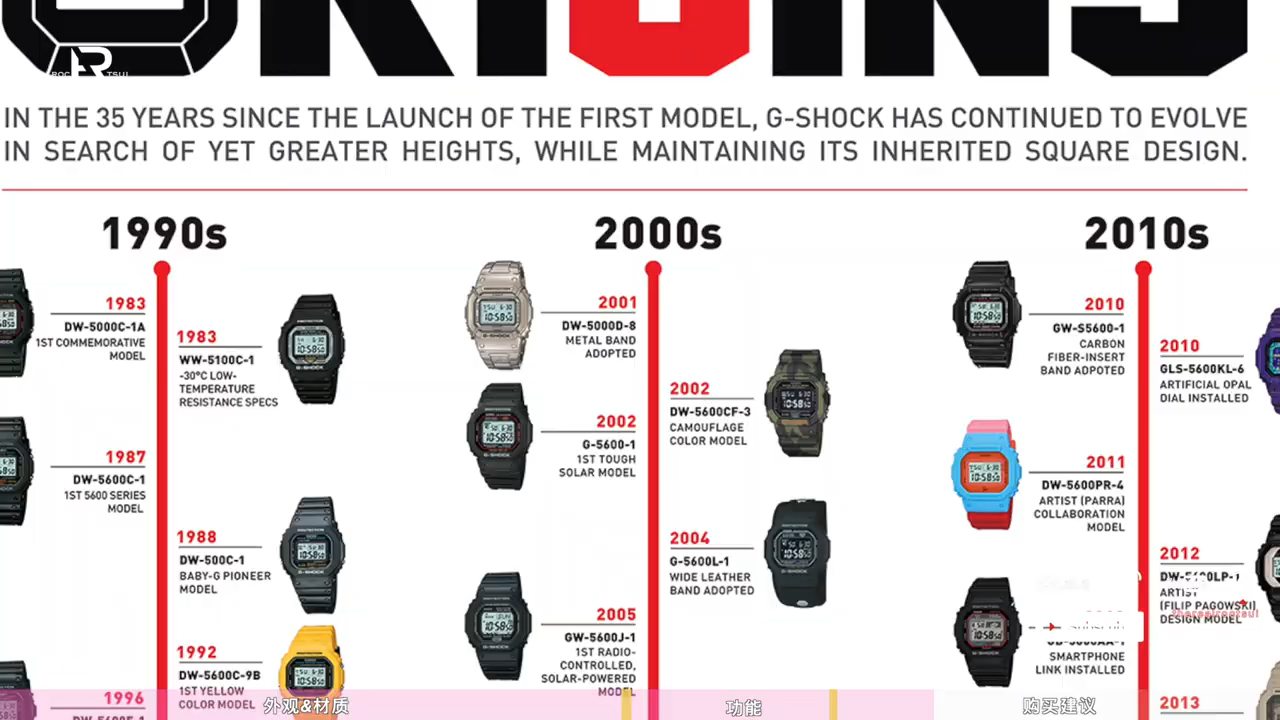 ORIGINS
ROC R TSUI
IN THE 35 YEARS SINCE THE LAUNCH OF THE FIRST MODEL, G-SHOCK HAS CONTINUED TO EVOLVE
IN SEARCH OF YET GREATER HEIGHTS, WHILE MAINTAINING ITS INHERITED SQUARE DESIGN.
1990s
1983
DW-5000C-1A
1ST COMMEMORATIVE
MODEL
1987
DW-5600C-1
1ST 5600 SERIES
MODEL
1996
1983
WW-5100C-1
-30°C LOW-
TEMPERATURE
RESISTANCE SPECS
1988
DW-500C-1
BABY-G PIONEER
MODEL
1992
DW-5600C-9B
1ST YELLOW
COLOR MODEL
2000s
2001
DW-5000D-8
METAL BAND
ADOPTED
2002
G-5600-1
1ST TOUGH
SOLAR MODEL
2005
GW-5600J-1
1ST RADIO-
CONTROLLED,
SOLAR-POWERED
MODEL
2002
DW-5600CF-3
CAMOUFLAGE
COLOR MODEL
2004
G-5600L-1
WIDE LEATHER
BAND ADOPTED
2010s
2010
GW-S5600-1
CARBON
FIBER-INSERT
BAND ADPOTED
2011
DW-5600PR-4
ARTIST (PARRA)
COLLABORATION
MODEL
SMARTPHONE
LINK INSTALLED
2010
GLS-5600KL-6
ARTIFICIAL OPAL
DIAL INSTALLED
2012
DW-5600LP-1
ARTIST
(FILIP PAGOWSKI)
DESIGN MODEL
2013
外观&材质
功能
购买建议